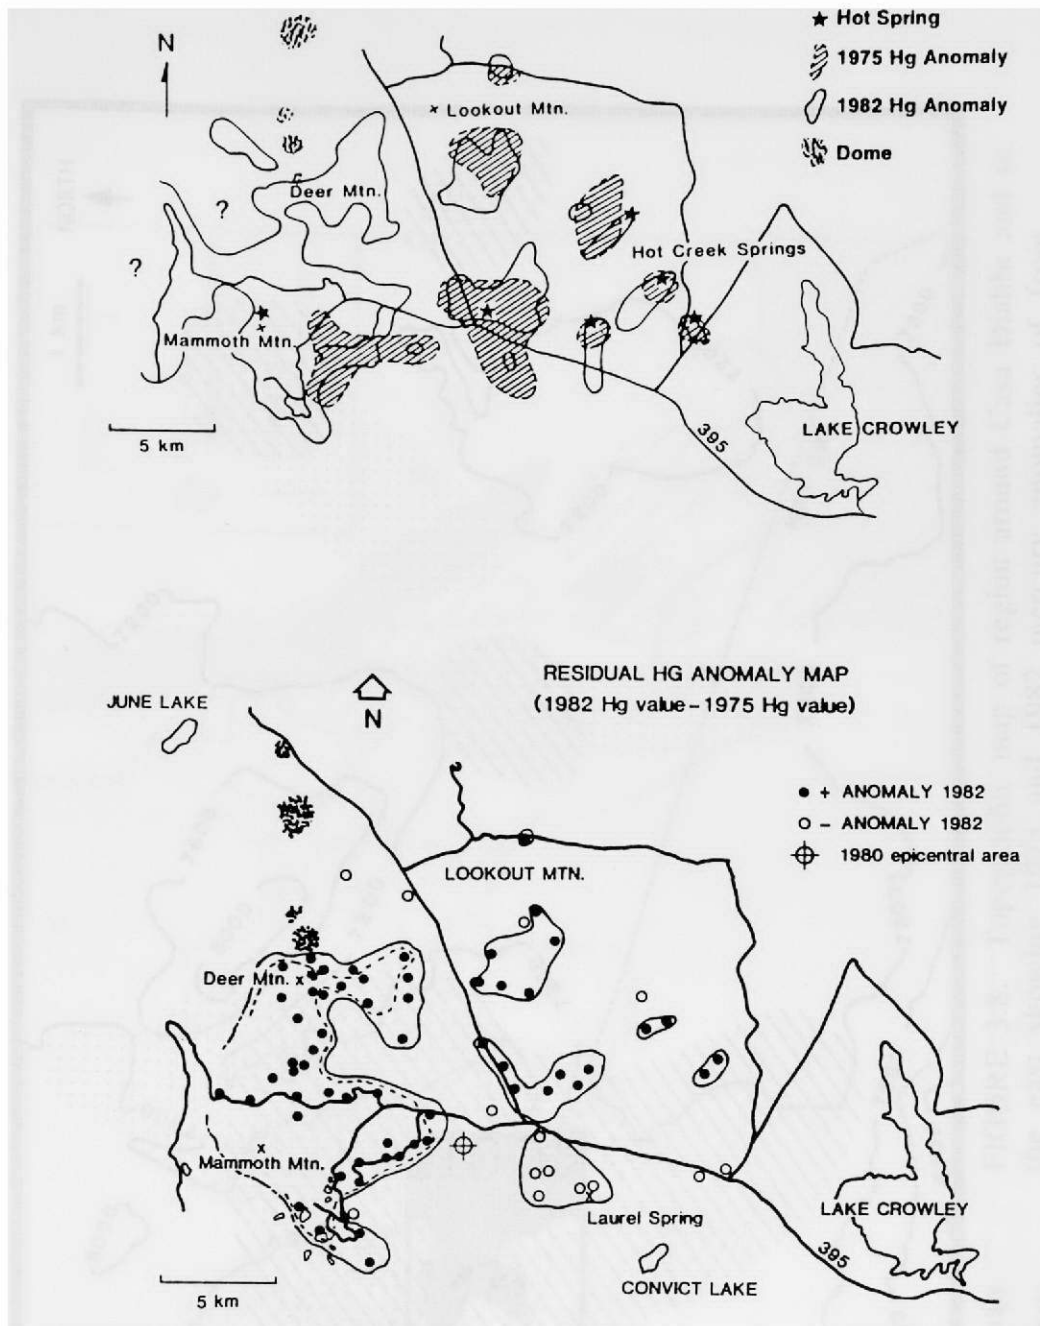 ★ Hot Spring
N
1975 Hg Anomaly
Lookout Mtn.
1982 Hg Anomaly
Dome
Deer Mtn.
?
?
Hot Creek Springs
Mammoth Mtn.
5 km
395
LAKE CROWLEY
RESIDUAL HG ANOMALY MAP
(1982 Hg value - 1975 Hg value)
JUNE LAKE
N
● + ANOMALY 1982
○ - ANOMALY 1982
1980 epicentral area
LOOKOUT MTN.
Deer Mtn. x
Mammoth Mtn.
LAKE CROWLEY
Laurel Spring
395
CONVICT LAKE
5 km